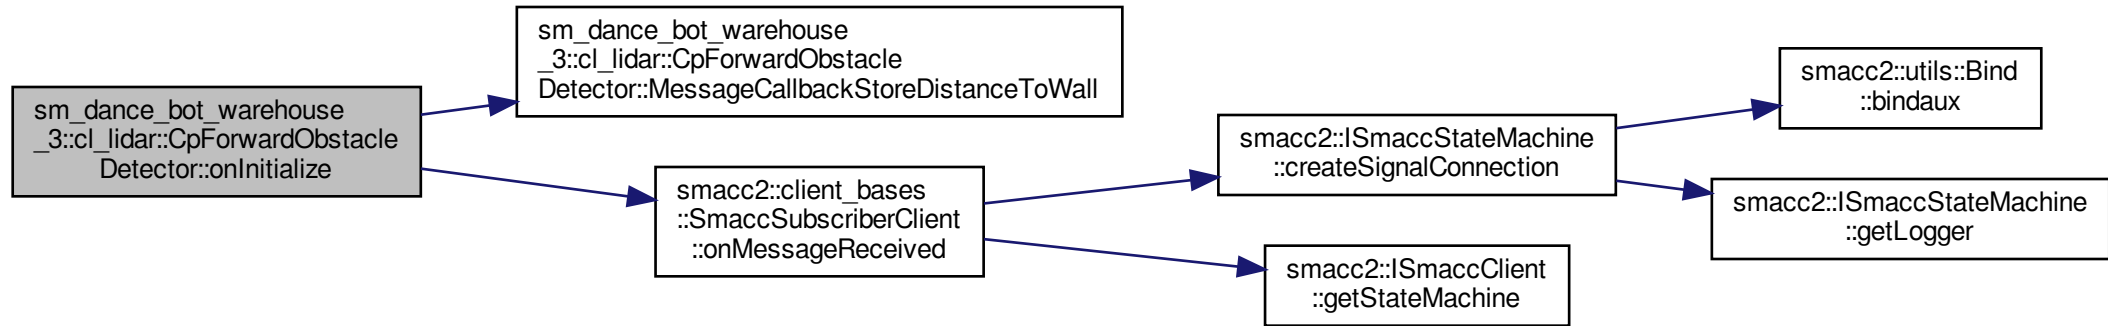 sm_dance_bot_warehouse
_3::cl_lidar::CpForwardObstacle
Detector::onInitialize
sm_dance_bot_warehouse
_3::cl_lidar::CpForwardObstacle
Detector::MessageCallbackStoreDistanceToWall
smacc2::client_bases
::SmaccSubscriberClient
::onMessageReceived
smacc2::ISmaccStateMachine
::createSignalConnection
smacc2::ISmaccClient
::getStateMachine
smacc2::utils::Bind
::bindaux
smacc2::ISmaccStateMachine
::getLogger